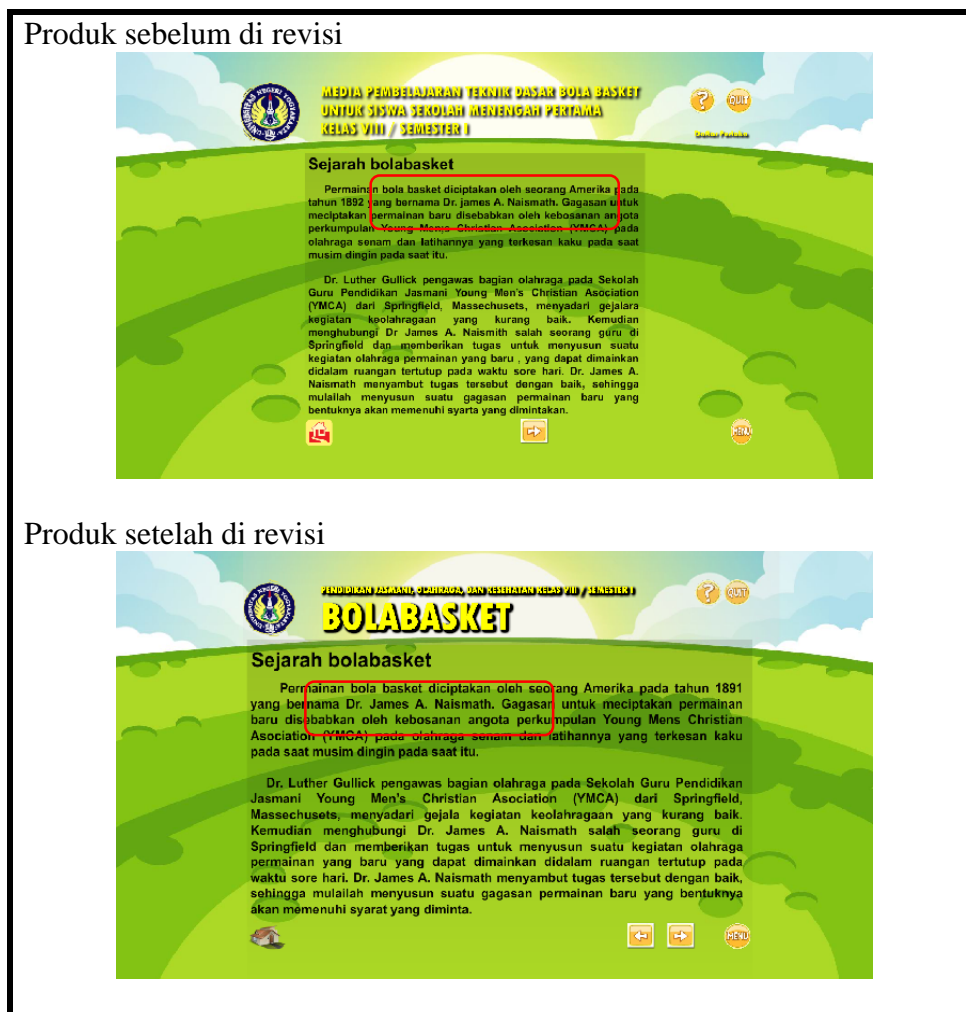 Produk sebelum di revisi
MEDIA PEMBELAJARAN TEKNIK DASAR BOLA BASKET
UNTUK SISWA SEKOLAH MENENGAH PERTAMA
KELAS VIII / SEMESTER I
?
QUIT
Daftar Pustaka
Sejarah bolabasket
Permainan bola basket diciptakan oleh seorang Amerika pada
tahun 1892 yang bernama Dr. james A. Naismath. Gagasan untuk
meciptakan permainan baru disebabkan oleh kebosanan angota
perkumpulan Young Mens Christian Asociation (YMCA) pada
olahraga senam dan latihannya yang terkesan kaku pada saat
musim dingin pada saat itu.
Dr. Luther Gullick pengawas bagian olahraga pada Sekolah
Guru Pendidikan Jasmani Young Men's Christian Asociation
(YMCA) dari Springfield, Massechusets, menyadari gejalara
kegiatan keolahragaan yang kurang baik. Kemudian
menghubungi Dr James A. Naismith salah seorang guru di
Springfield dan memberikan tugas untuk menyusun suatu
kegiatan olahraga permainan yang baru , yang dapat dimainkan
didalam ruangan tertutup pada waktu sore hari. Dr. James A.
Naismath menyambut tugas tersebut dengan baik, sehingga
mulailah menyusun suatu gagasan permainan baru yang
bentuknya akan memenuhi syarta yang dimintakan.
MENU
Produk setelah di revisi
PENDIDIKAN JASMANI, OLAHRAGA, DAN KESEHATAN KELAS VIII / SEMESTER I
BOLABASKET
?
QUIT
Sejarah bolabasket
Permainan bola basket diciptakan oleh seorang Amerika pada tahun 1891
yang bernama Dr. James A. Naismath. Gagasan untuk meciptakan permainan
baru disebabkan oleh kebosanan angota perkumpulan Young Mens Christian
Asociation (YMCA) pada olahraga senam dan latihannya yang terkesan kaku
pada saat musim dingin pada saat itu.
Dr. Luther Gullick pengawas bagian olahraga pada Sekolah Guru Pendidikan
Jasmani Young Men's Christian Asociation (YMCA) dari Springfield,
Massechusets, menyadari gejala kegiatan keolahragaan yang kurang baik.
Kemudian menghubungi Dr. James A. Naismath salah seorang guru di
Springfield dan memberikan tugas untuk menyusun suatu kegiatan olahraga
permainan yang baru yang dapat dimainkan didalam ruangan tertutup pada
waktu sore hari. Dr. James A. Naismath menyambut tugas tersebut dengan baik,
sehingga mulailah menyusun suatu gagasan permainan baru yang bentuknya
akan memenuhi syarat yang diminta.
MENU